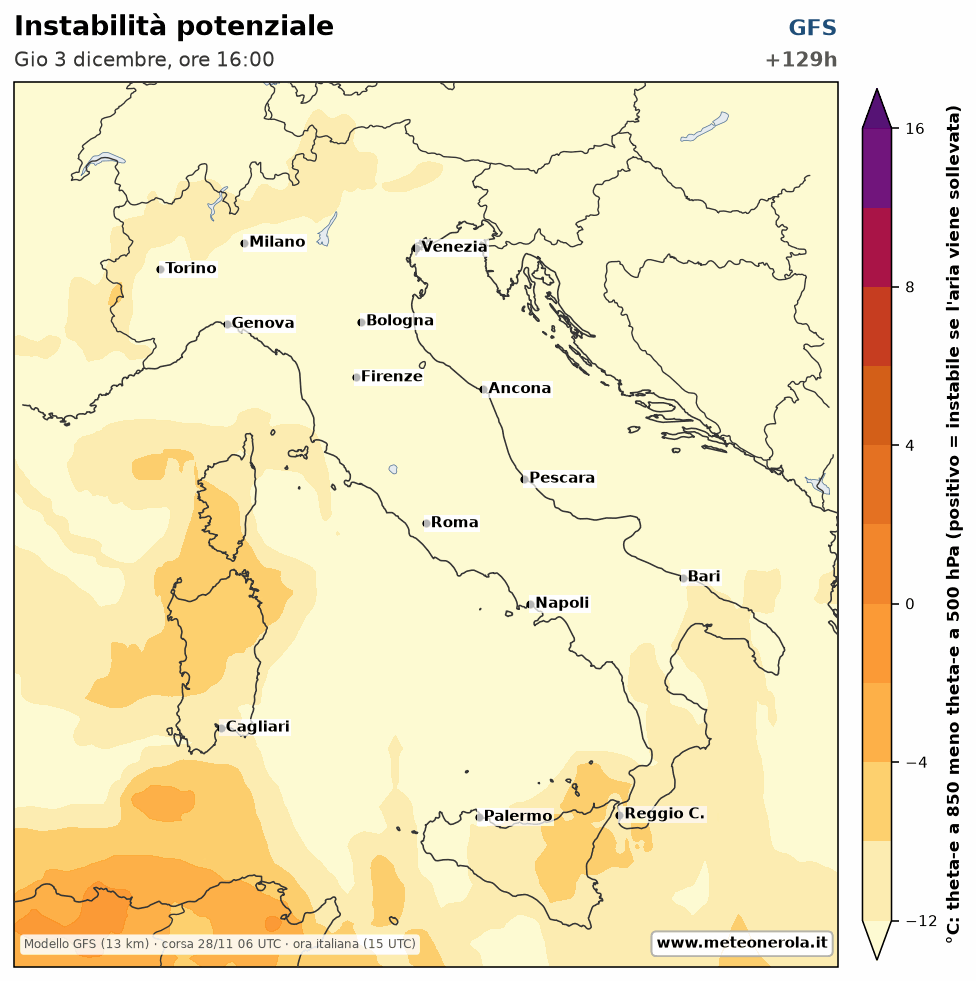 Instabilità potenziale
GFS
Gio 3 dicembre, ore 16:00
+129h
Milano
Venezia
Torino
Genova
Bologna
Firenze
Ancona
Pescara
Roma
Bari
Napoli
Cagliari
Palermo
Reggio C.
16
8
4
0
−4
−12
°C: theta-e a 850 meno theta-e a 500 hPa (positivo = instabile se l'aria viene sollevata)
Modello GFS (13 km) · corsa 28/11 06 UTC · ora italiana (15 UTC)
www.meteonerola.it